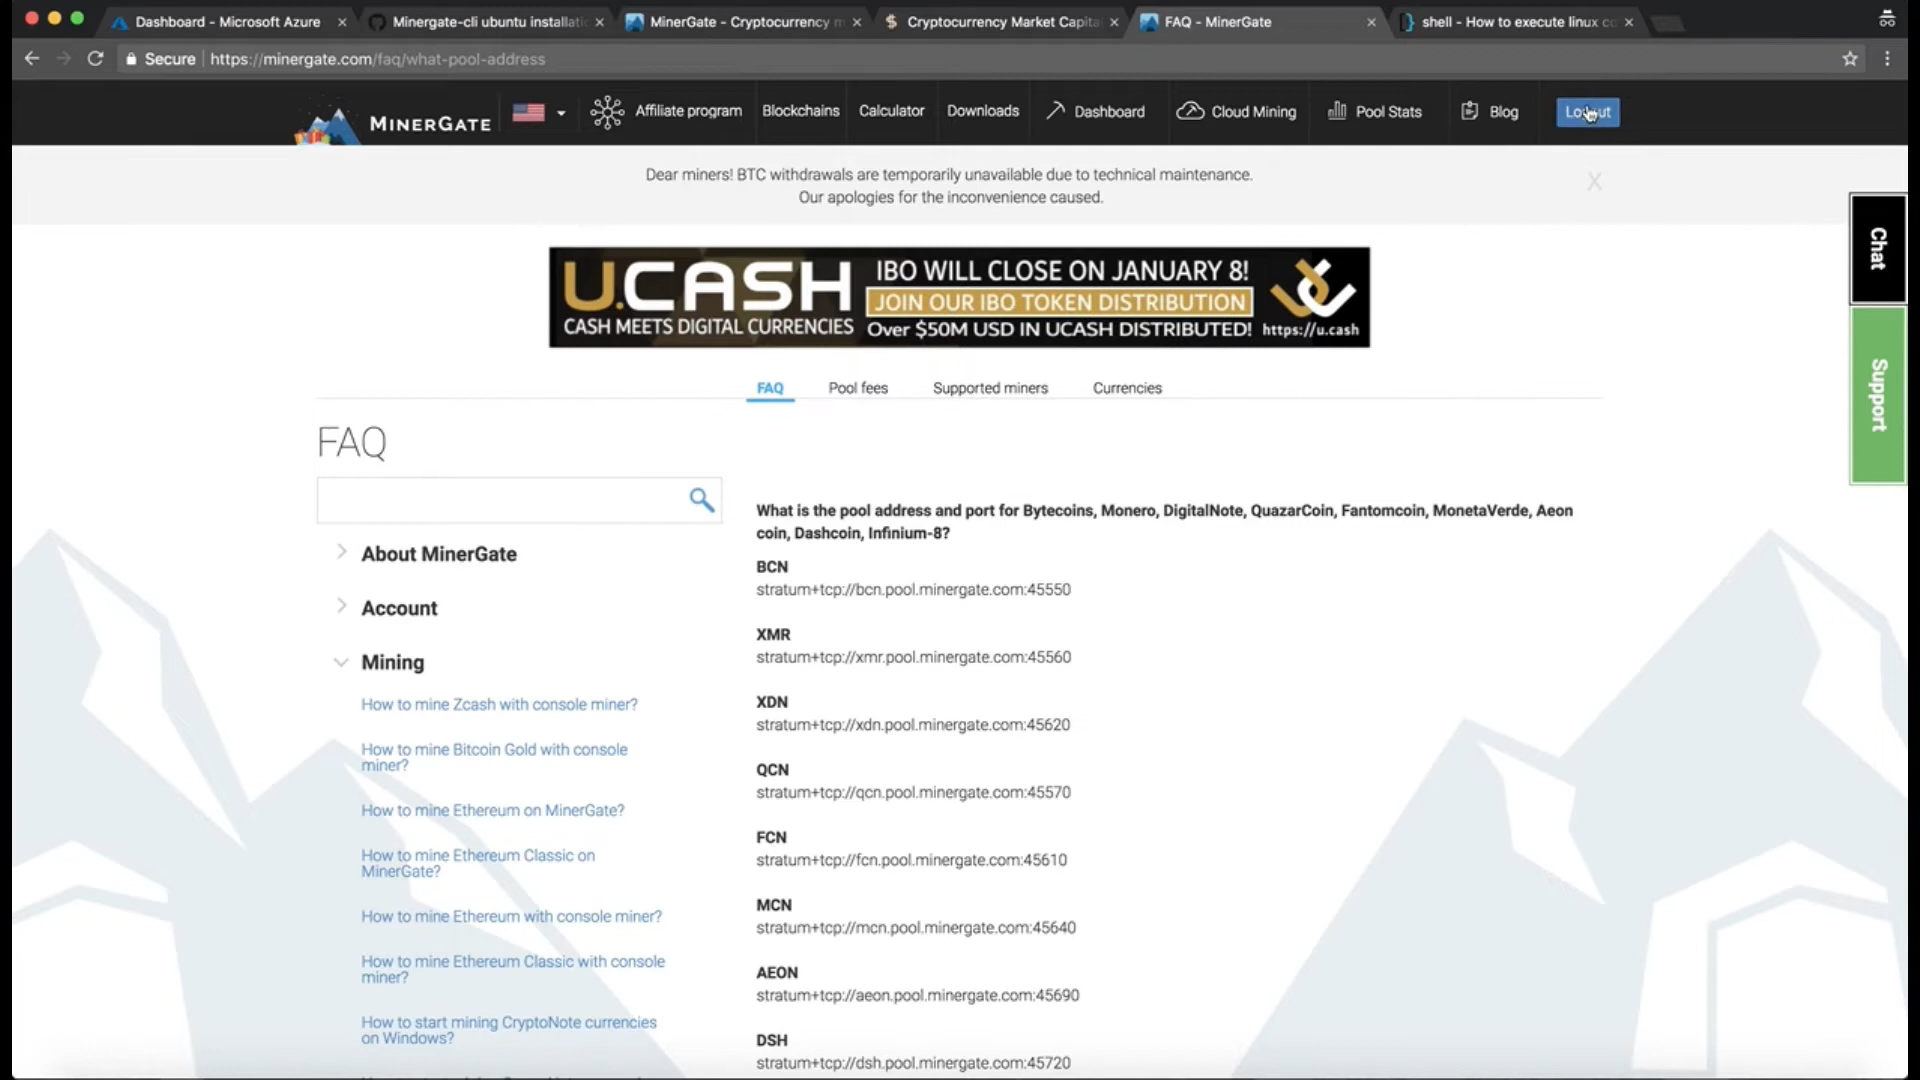 Dashboard - Microsoft Azure
Minergate-cli ubuntu installati
MinerGate - Cryptocurrency m
Cryptocurrency Market Capita
FAQ - MinerGate
shell - How to execute linux co
Secure | https://minergate.com/faq/what-pool-address
MINERGATE
Affiliate program
Blockchains
Calculator
Downloads
Dashboard
Cloud Mining
Pool Stats
Blog
Dear miners! BTC withdrawals are temporarily unavailable due to technical maintenance.
Our apologies for the inconvenience caused.
X
Chat
Support
U.CASH
CASH MEETS DIGITAL CURRENCIES
IBO WILL CLOSE ON JANUARY 8!
JOIN OUR IBO TOKEN DISTRIBUTION
Over $50M USD IN UCASH DISTRIBUTED!
https://u.cash
FAQ
Pool fees
Supported miners
Currencies
FAQ
About MinerGate
Account
Mining
How to mine Zcash with console miner?
How to mine Bitcoin Gold with console
miner?
How to mine Ethereum on MinerGate?
How to mine Ethereum Classic on
MinerGate?
How to mine Ethereum with console miner?
How to mine Ethereum Classic with console
miner?
How to start mining CryptoNote currencies
on Windows?
What is the pool address and port for Bytecoins, Monero, DigitalNote, QuazarCoin, Fantomcoin, MonetaVerde, Aeon
coin, Dashcoin, Infinium-8?
BCN
stratum+tcp://bcn.pool.minergate.com:45550
XMR
stratum+tcp://xmr.pool.minergate.com:45560
XDN
stratum+tcp://xdn.pool.minergate.com:45620
QCN
stratum+tcp://qcn.pool.minergate.com:45570
FCN
stratum+tcp://fcn.pool.minergate.com:45610
MCN
stratum+tcp://mcn.pool.minergate.com:45640
AEON
stratum+tcp://aeon.pool.minergate.com:45690
DSH
stratum+tcp://dsh.pool.minergate.com:45720